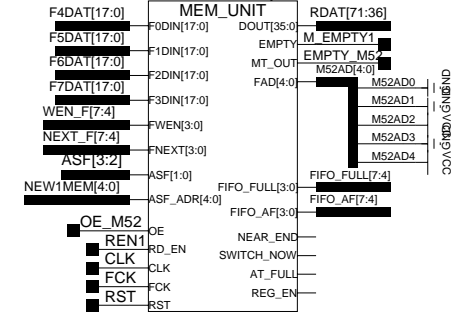 MEM_UNIT
F4DAT[17:0]
F0DIN[17:0]
F5DAT[17:0]
F1DIN[17:0]
F6DAT[17:0]
F2DIN[17:0]
F7DAT[17:0]
F3DIN[17:0]
WEN_F[7:4]
FWEN[3:0]
NEXT_F[7:4]
FNEXT[3:0]
ASF[3:2]
ASF[1:0]
NEW1MEM[4:0]
ASF_ADR[4:0]
OE_M52
OE
REN1
RD_EN
CLK
CLK
FCK
FCK
RST
RST
DOUT[35:0]
RDAT[71:36]
EMPTY
M_EMPTY1
MT_OUT
EMPTY_M52
FAD[4:0]
M52AD[4:0]
M52AD0
M52AD1
M52AD2
M52AD3
M52AD4
GND
VCC
FIFO_FULL[3:0]
FIFO_FULL[7:4]
FIFO_AF[3:0]
FIFO_AF[7:4]
NEAR_END
SWITCH_NOW
AT_FULL
REG_EN